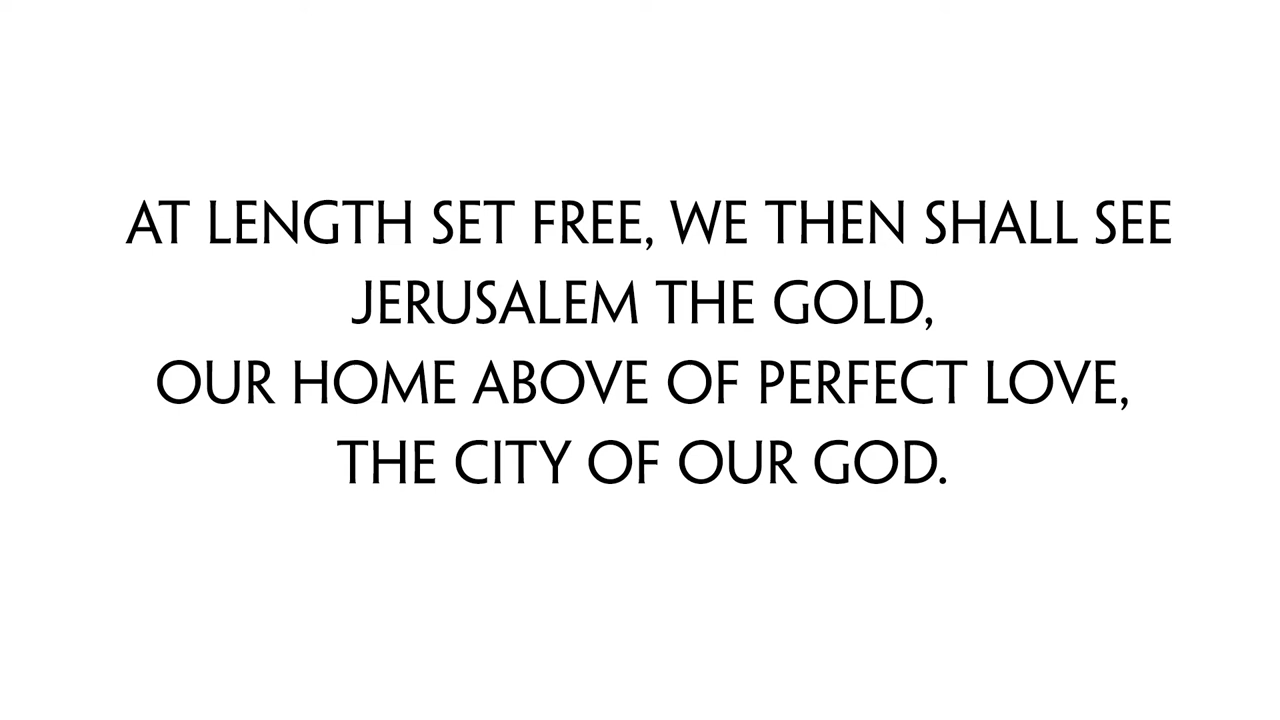 AT LENGTH SET FREE, WE THEN SHALL SEE
JERUSALEM THE GOLD,
OUR HOME ABOVE OF PERFECT LOVE,
THE CITY OF OUR GOD.